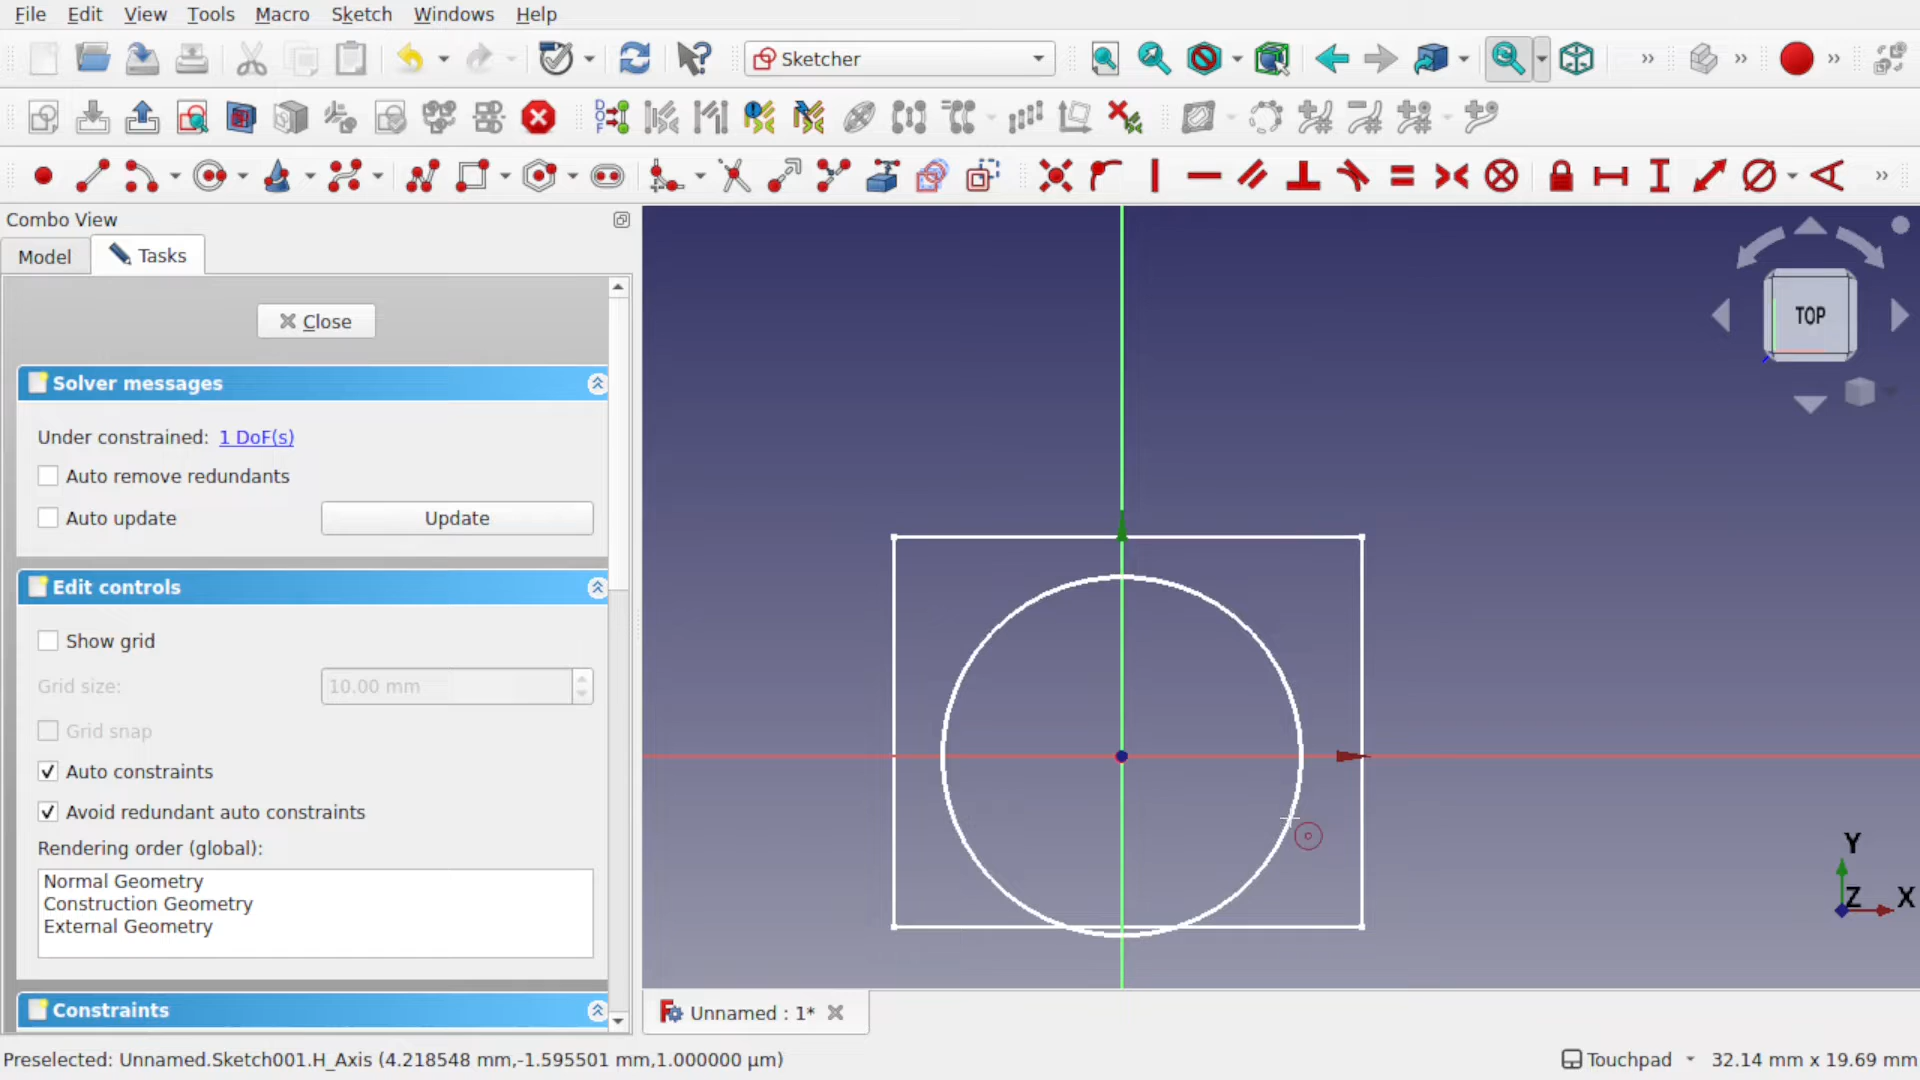 File Edit View Tools Macro Sketch Windows Help
Sketcher
Combo View
Model Tasks
Close
Solver messages
Under constrained: 1 DoF(s)
Auto remove redundants
Auto update Update
Edit controls
Show grid
Grid size: 10.00 mm
Grid snap
Auto constraints
Avoid redundant auto constraints
Rendering order (global):
Normal Geometry
Construction Geometry
External Geometry
Constraints
TOP
Y
Z X
Unnamed : 1*
Preselected: Unnamed.Sketch001.H_Axis (4.218548 mm,-1.595501 mm,1.000000 µm) Touchpad 32.14 mm x 19.69 mm